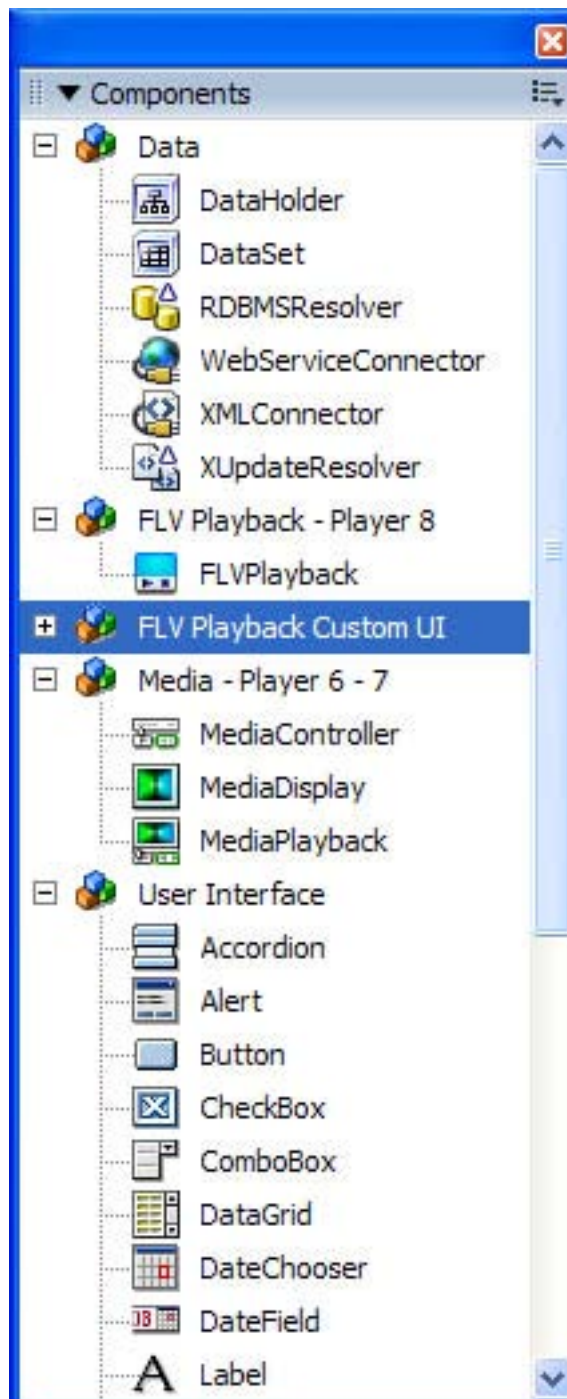 Components
Data
DataHolder
DataSet
RDBMSResolver
WebServiceConnector
XMLConnector
XUpdateResolver
FLV Playback - Player 8
FLVPlayback
FLV Playback Custom UI
Media - Player 6 - 7
MediaController
MediaDisplay
MediaPlayback
User Interface
Accordion
Alert
Button
CheckBox
ComboBox
DataGrid
DateChooser
DateField
Label